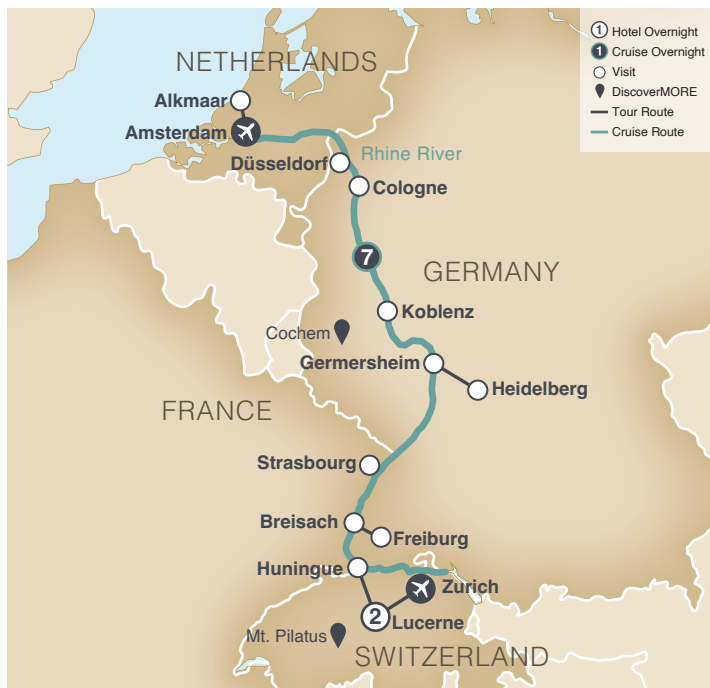 1 Hotel Overnight
1 Cruise Overnight
Visit
DiscoverMORE
Tour Route
Cruise Route
NETHERLANDS
Alkmaar
Amsterdam
Düsseldorf
Rhine River
Cologne
7
GERMANY
Koblenz
Cochem
Germersheim
Heidelberg
FRANCE
Strasbourg
Breisach
Freiburg
Huningue
Zurich
2
Lucerne
Mt. Pilatus
SWITZERLAND